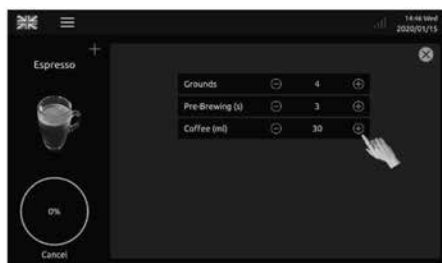 14:46 Wed
2020/01/15
Espresso
Grounds 4
Pre-Brewing (s) 3
Coffee (ml) 30
0%
Cancel